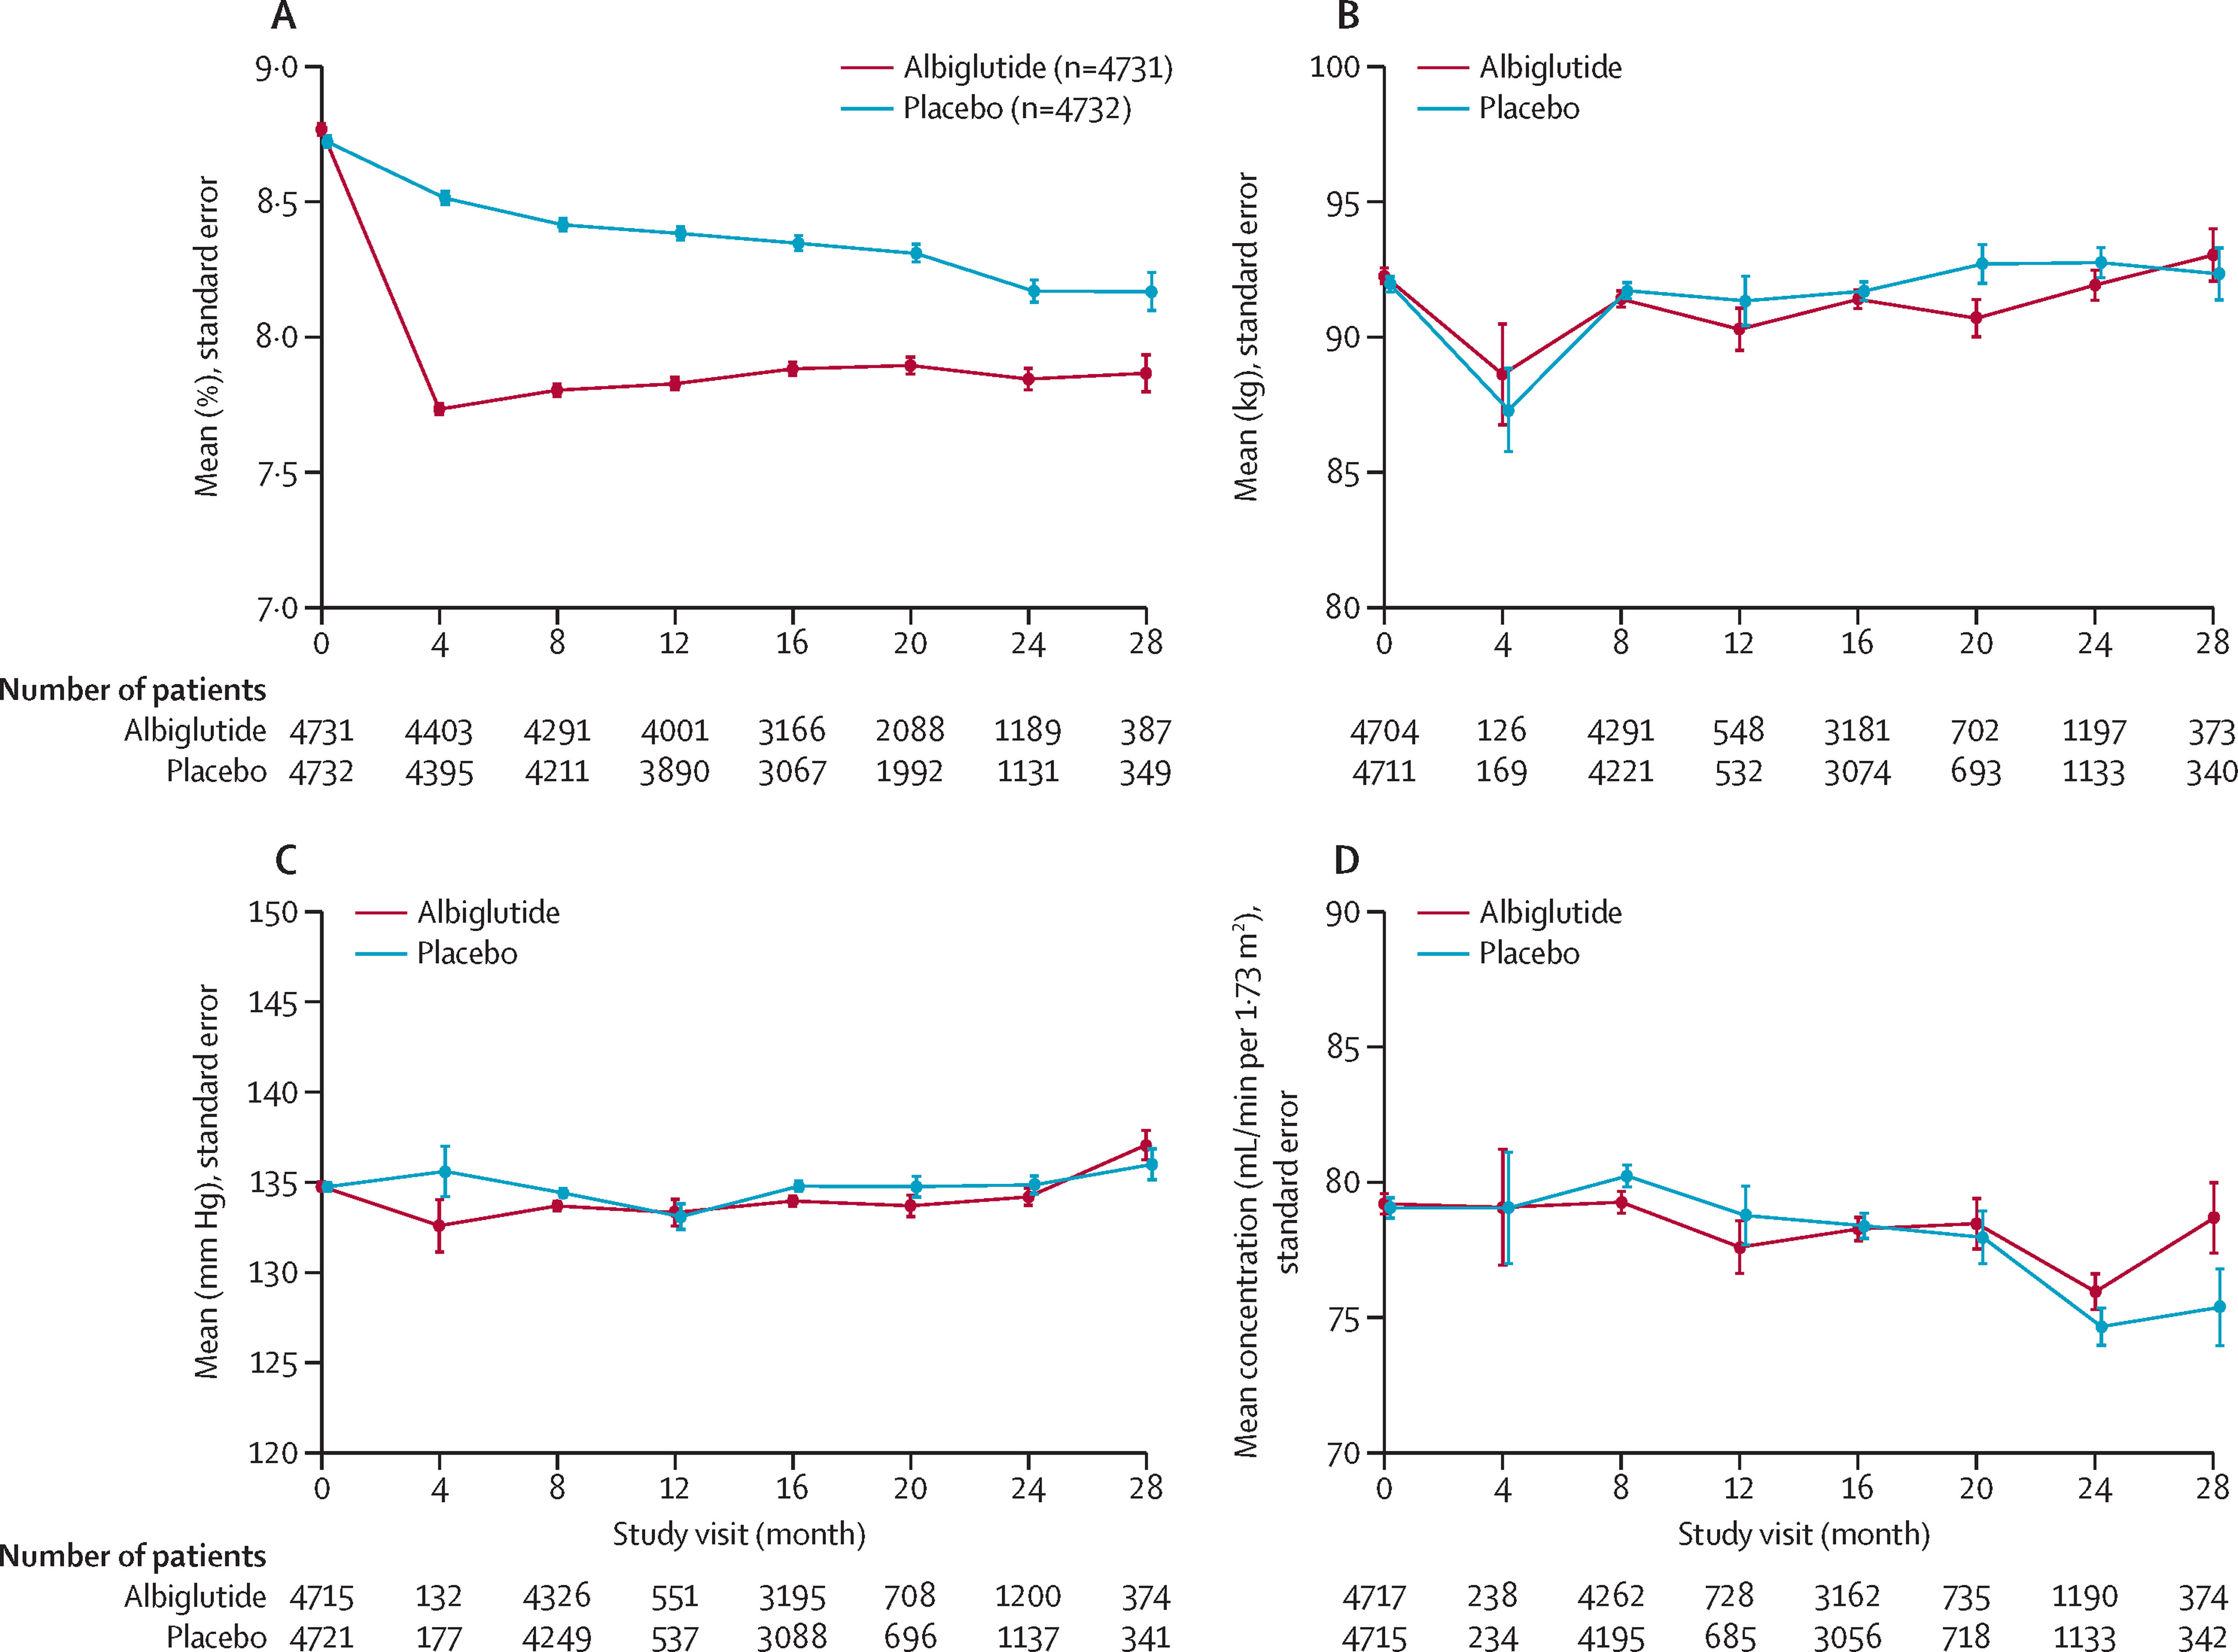 A
Albiglutide (n=4731)
Placebo (n=4732)
Mean (%), standard error
9·0
8·5
8·0
7·5
7·0
0 4 8 12 16 20 24 28
Number of patients
Albiglutide 4731 4403 4291 4001 3166 2088 1189 387
Placebo 4732 4395 4211 3890 3067 1992 1131 349
B
Albiglutide
Placebo
Mean (kg), standard error
100
95
90
85
80
0 4 8 12 16 20 24 28
4704 126 4291 548 3181 702 1197 373
4711 169 4221 532 3074 693 1133 340
C
Albiglutide
Placebo
Mean (mm Hg), standard error
150
145
140
135
130
125
120
0 4 8 12 16 20 24 28
Study visit (month)
Number of patients
Albiglutide 4715 132 4326 551 3195 708 1200 374
Placebo 4721 177 4249 537 3088 696 1137 341
D
Albiglutide
Placebo
Mean concentration (mL/min per 1·73 m²),
standard error
90
85
80
75
70
0 4 8 12 16 20 24 28
Study visit (month)
4717 238 4262 728 3162 735 1190 374
4715 234 4195 685 3056 718 1133 342